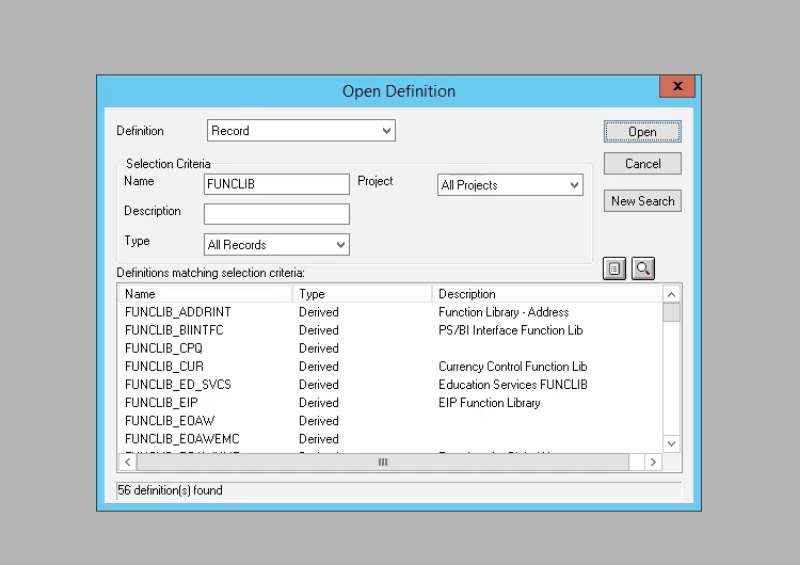 Open Definition
x
Definition Record Open
Selection Criteria
Name FUNCLIB Project All Projects Cancel
Description New Search
Type All Records
Definitions matching selection criteria:
Name Type Description
FUNCLIB_ADDRINT Derived Function Library - Address
FUNCLIB_BIINTFC Derived PS/BI Interface Function Lib
FUNCLIB_CPQ Derived
FUNCLIB_CUR Derived Currency Control Function Lib
FUNCLIB_ED_SVCS Derived Education Services FUNCLIB
FUNCLIB_EIP Derived EIP Function Library
FUNCLIB_EOAW Derived
FUNCLIB_EOAWEMC Derived
56 definition(s) found